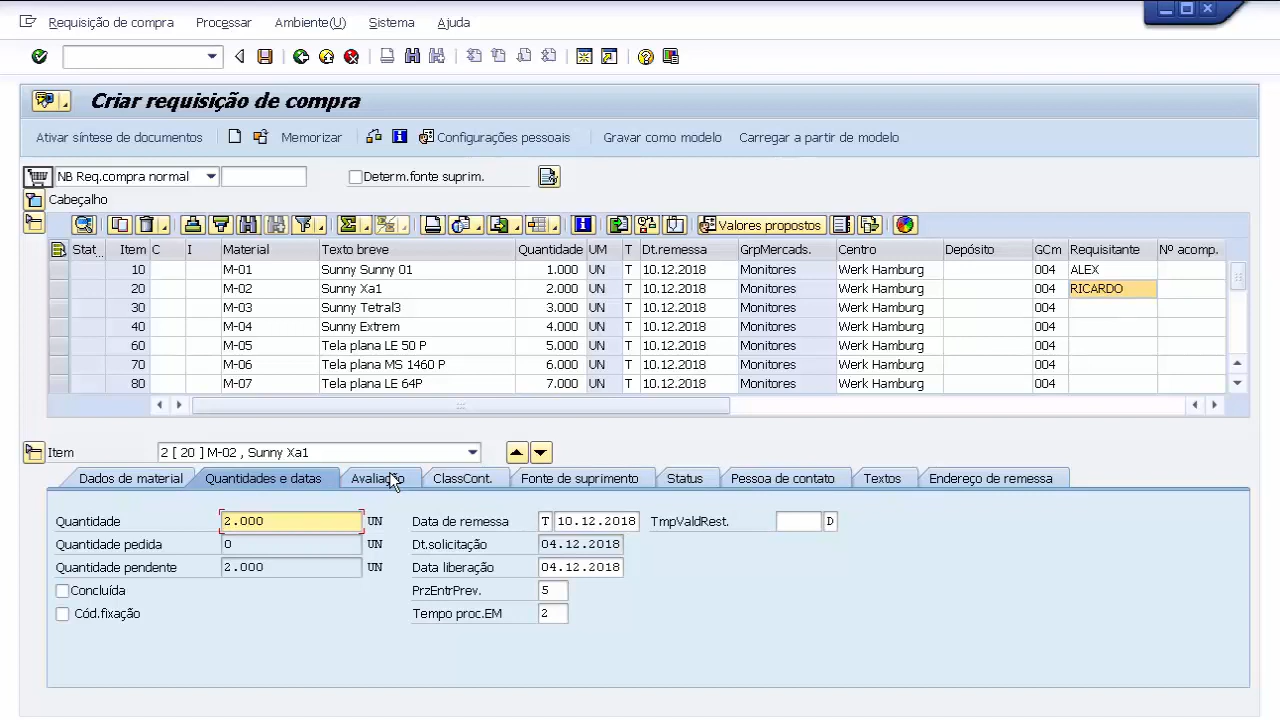 Requisição de compra Processar Ambiente(U) Sistema Ajuda
Criar requisição de compra
Ativar síntese de documentos Memorizar Configurações pessoais Gravar como modelo Carregar a partir de modelo
NB Req.compra normal Determ.fonte suprim.
Cabeçalho
Valores propostos
Stat... Item C I Material Texto breve Quantidade UM T Dt.remessa GrpMercads. Centro Depósito GCm Requisitante Nº acomp.
10 M-01 Sunny Sunny 01 1.000 UN T 10.12.2018 Monitores Werk Hamburg 004 ALEX
20 M-02 Sunny Xa1 2.000 UN T 10.12.2018 Monitores Werk Hamburg 004 RICARDO
30 M-03 Sunny Tetral3 3.000 UN T 10.12.2018 Monitores Werk Hamburg 004
40 M-04 Sunny Extrem 4.000 UN T 10.12.2018 Monitores Werk Hamburg 004
60 M-05 Tela plana LE 50 P 5.000 UN T 10.12.2018 Monitores Werk Hamburg 004
70 M-06 Tela plana MS 1460 P 6.000 UN T 10.12.2018 Monitores Werk Hamburg 004
80 M-07 Tela plana LE 64P 7.000 UN T 10.12.2018 Monitores Werk Hamburg 004
Item 2 [ 20 ] M-02 , Sunny Xa1
Dados de material Quantidades e datas Avaliação ClassCont. Fonte de suprimento Status Pessoa de contato Textos Endereço de remessa
Quantidade 2.000 UN Data de remessa T 10.12.2018 TmpValdRest. D
Quantidade pedida 0 UN Dt.solicitação 04.12.2018
Quantidade pendente 2.000 UN Data liberação 04.12.2018
Concluída PrzEntrPrev. 5
Cód.fixação Tempo proc.EM 2